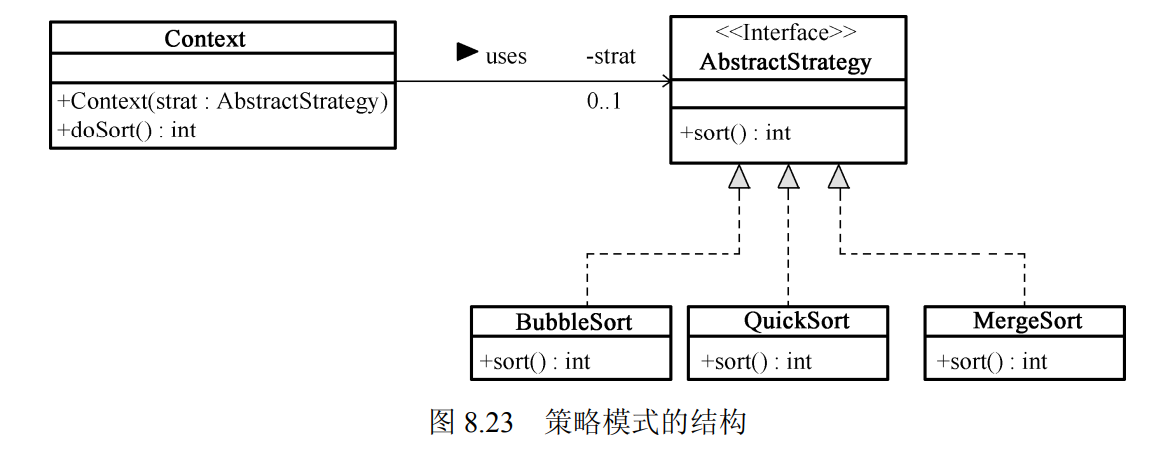 Context
+Context(strat : AbstractStrategy)
+doSort() : int
uses
-strat
0..1
<<Interface>>
AbstractStrategy
+sort() : int
BubbleSort
+sort() : int
QuickSort
+sort() : int
MergeSort
+sort() : int
图 8.23 策略模式的结构